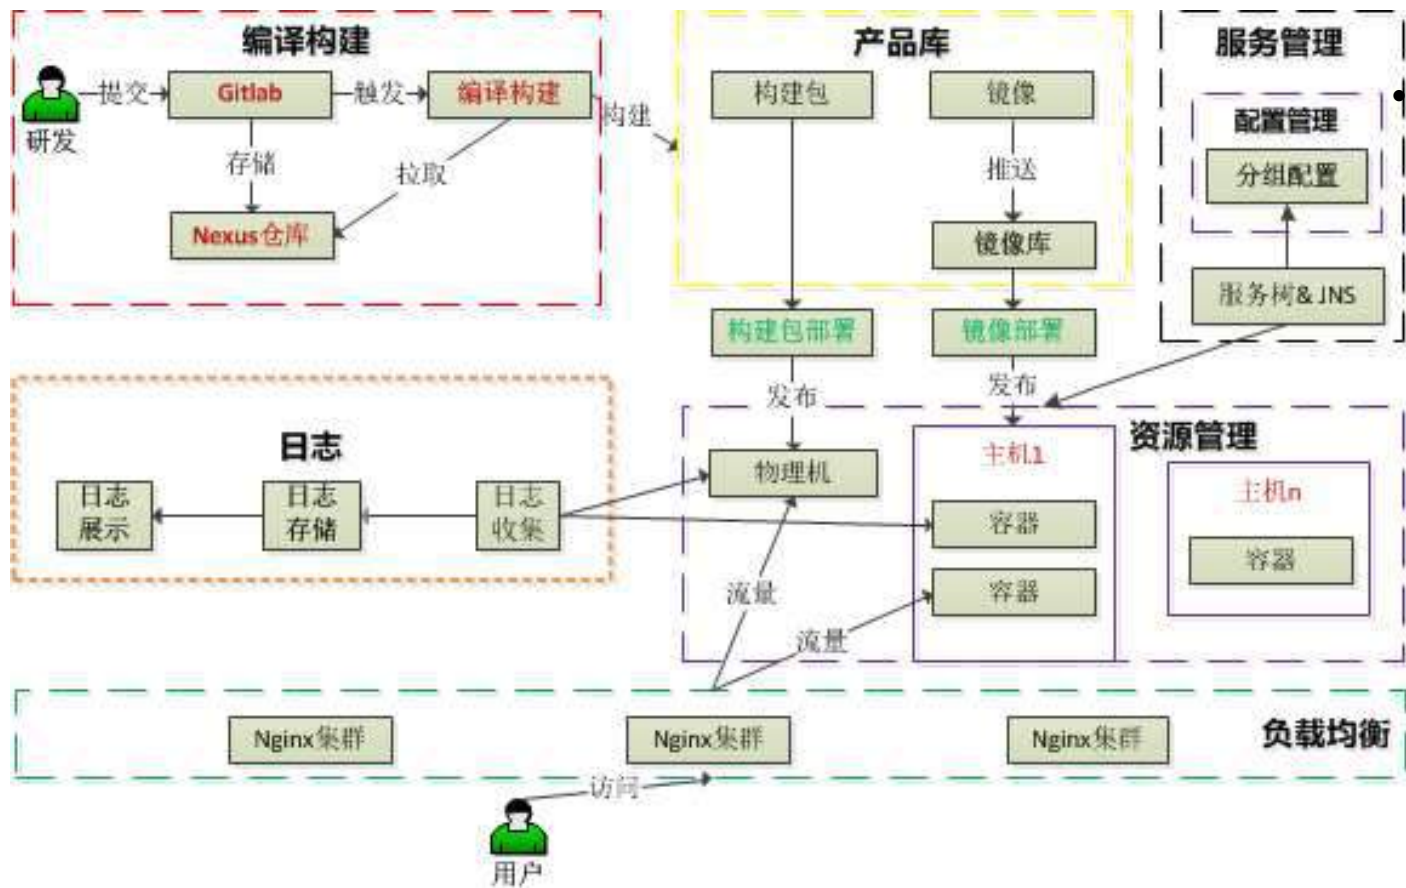 编译构建
提交
Gitlab
触发
编译构建
构建
研发
存储
拉取
Nexus仓库
产品库
构建包
镜像
推送
镜像库
构建包部署
镜像部署
发布
发布
服务管理
配置管理
分组配置
服务树& JNS
日志
日志
展示
日志
存储
日志
收集
资源管理
物理机
主机1
容器
容器
主机n
容器
流量
流量
Nginx集群
Nginx集群
Nginx集群
负载均衡
访问
用户